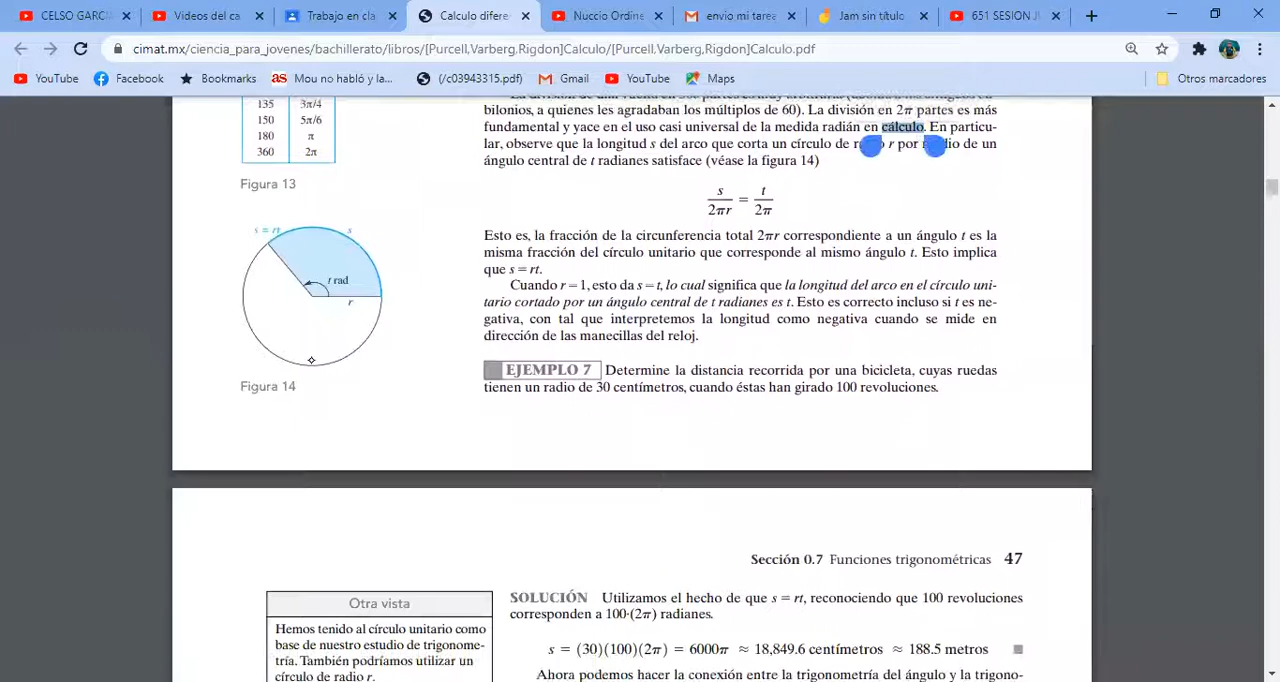 CELSO GARCIA
Videos del ca
Trabajo en cla
Cálculo difere
Nuccio Ordine
envio mi taree
Jam sin título
651 SESION J
cimat.mx/ciencia_para_jovenes/bachillerato/libros/[Purcell,Varberg,Rigdon]Calculo/[Purcell,Varberg,Rigdon]Calculo.pdf
YouTube
Facebook
Bookmarks
as
Mou no habló y la...
(/c03943315.pdf)
Gmail
YouTube
Maps
Otros marcadores
135 3π/4
150 5π/6
180 π
360 2π
Figura 13
s = rt
s
t rad
r
Figura 14
bilonios, a quienes les agradaban los múltiplos de 60). La división en 2π partes es más
fundamental y yace en el uso casi universal de la medida radián en cálculo. En particu-
lar, observe que la longitud s del arco que corta un círculo de r por de un
ángulo central de t radianes satisface (véase la figura 14)
s/2πr = t/2π
Esto es, la fracción de la circunferencia total 2πr correspondiente a un ángulo t es la
misma fracción del círculo unitario que corresponde al mismo ángulo t. Esto implica
que s = rt.
Cuando r = 1, esto da s = t, lo cual significa que la longitud del arco en el círculo uni-
tario cortado por un ángulo central de t radianes es t. Esto es correcto incluso si t es ne-
gativa, con tal que interpretemos la longitud como negativa cuando se mide en
dirección de las manecillas del reloj.
EJEMPLO 7 Determine la distancia recorrida por una bicicleta, cuyas ruedas
tienen un radio de 30 centímetros, cuando éstas han girado 100 revoluciones.
Sección 0.7 Funciones trigonométricas 47
Otra vista
Hemos tenido al círculo unitario como
base de nuestro estudio de trigonome-
tría. También podríamos utilizar un
círculo de radio r.
SOLUCIÓN Utilizamos el hecho de que s = rt, reconociendo que 100 revoluciones
corresponden a 100·(2π) radianes.
s = (30)(100)(2π) = 6000π ≈ 18,849.6 centímetros ≈ 188.5 metros
Ahora podemos hacer la conexión entre la trigonometría del ángulo y la trigono-